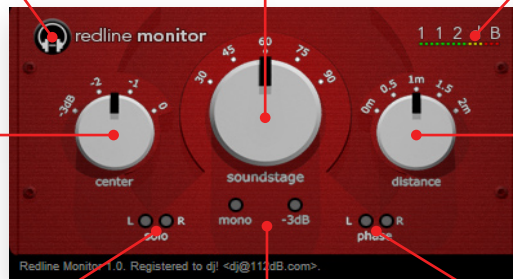 redline monitor
1 1 2 d B
45 60 75
30 90
-2 -1
-3dB 0
0.5 1m 1.5
0m 2m
center
soundstage
distance
L R
solo
mono -3dB
L R
phase
Redline Monitor 1.0. Registered to dj! <dj@112dB.com>.